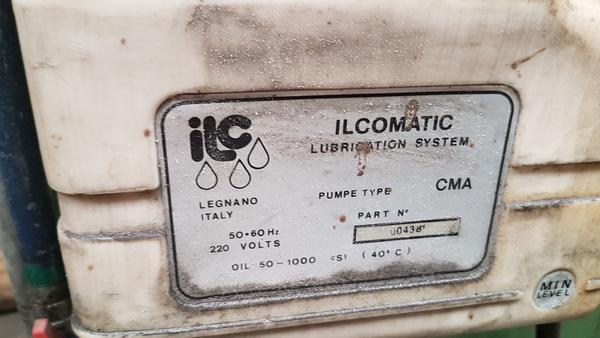 ilc
ILCOMATIC
LUBRICATION SYSTEM
LEGNANO
ITALY
PUMPE TYPE CMA
PART N°
50-60 Hz
220 VOLTS
OIL 50-1000 cSt (40°C)
MIN
LEVEL